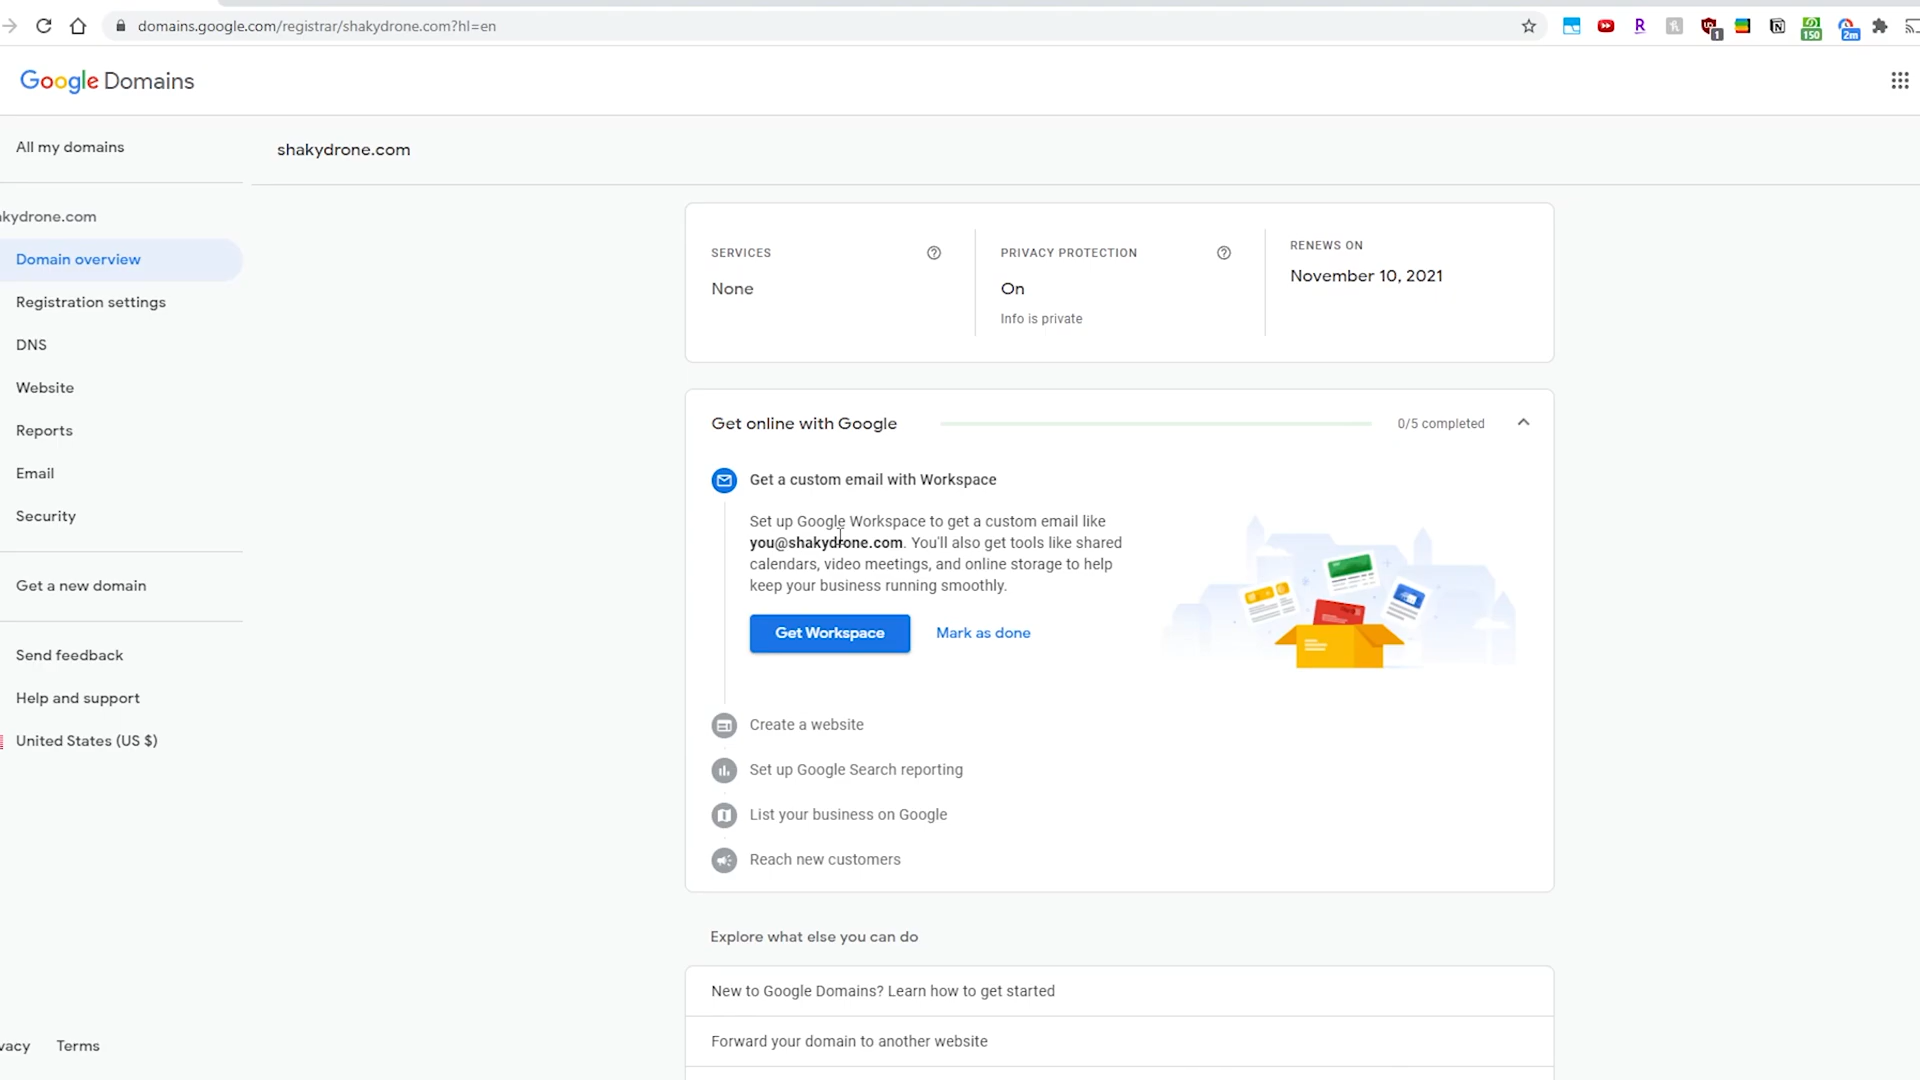 domains.google.com/registrar/shakydrone.com?hl=en
1
150
2m
Google Domains
All my domains
shakydrone.com
kydrone.com
Domain overview
Registration settings
DNS
Website
Reports
Email
Security
Get a new domain
Send feedback
Help and support
United States (US $)
vacy Terms
SERVICES
None
PRIVACY PROTECTION
On
Info is private
RENEWS ON
November 10, 2021
Get online with Google
0/5 completed
Get a custom email with Workspace
Set up Google Workspace to get a custom email like
you@shakydrone.com. You'll also get tools like shared
calendars, video meetings, and online storage to help
keep your business running smoothly.
Get Workspace
Mark as done
Create a website
Set up Google Search reporting
List your business on Google
Reach new customers
Explore what else you can do
New to Google Domains? Learn how to get started
Forward your domain to another website